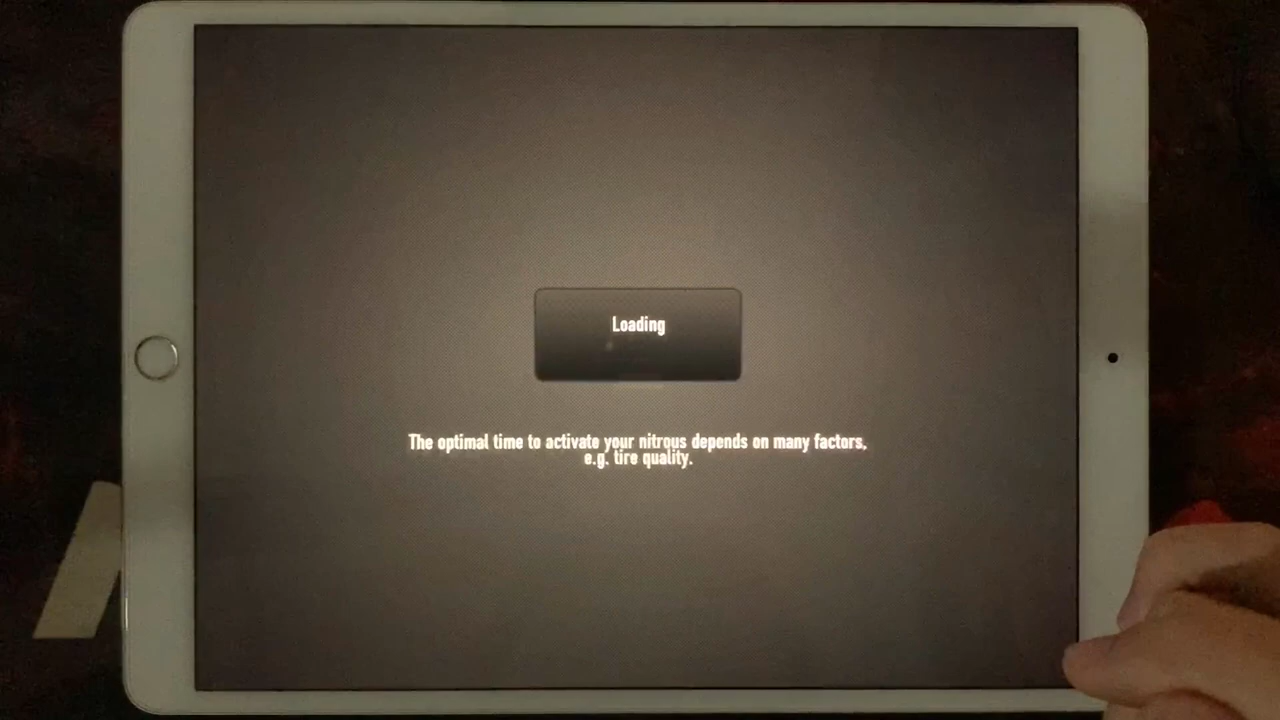 Loading
The optimal time to activate your nitrous depends on many factors,
e.g. tire quality.